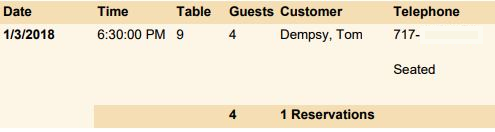 Date Time Table Guests Customer Telephone
1/3/2018 6:30:00 PM 9 4 Dempsy, Tom 717-
Seated
4 1 Reservations